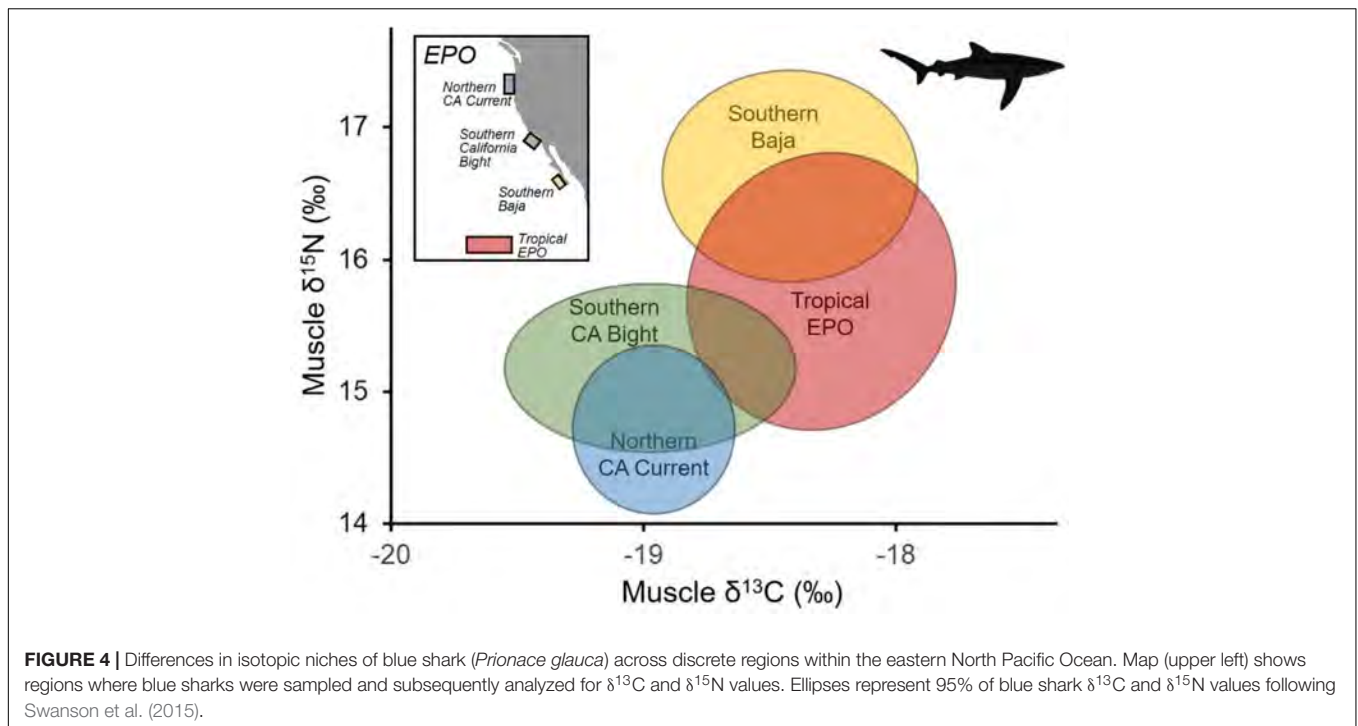 EPO
Northern
CA Current
Southern
California
Bight
Southern
Baja
Tropical
EPO
Southern
Baja
Tropical
EPO
Southern
CA Bight
Northern
CA Current
17
16
15
14
Muscle δ¹⁵N (‰)
-20
-19
-18
Muscle δ¹³C (‰)
FIGURE 4 | Differences in isotopic niches of blue shark (Prionace glauca) across discrete regions within the eastern North Pacific Ocean. Map (upper left) shows
regions where blue sharks were sampled and subsequently analyzed for δ¹³C and δ¹⁵N values. Ellipses represent 95% of blue shark δ¹³C and δ¹⁵N values following
Swanson et al. (2015).